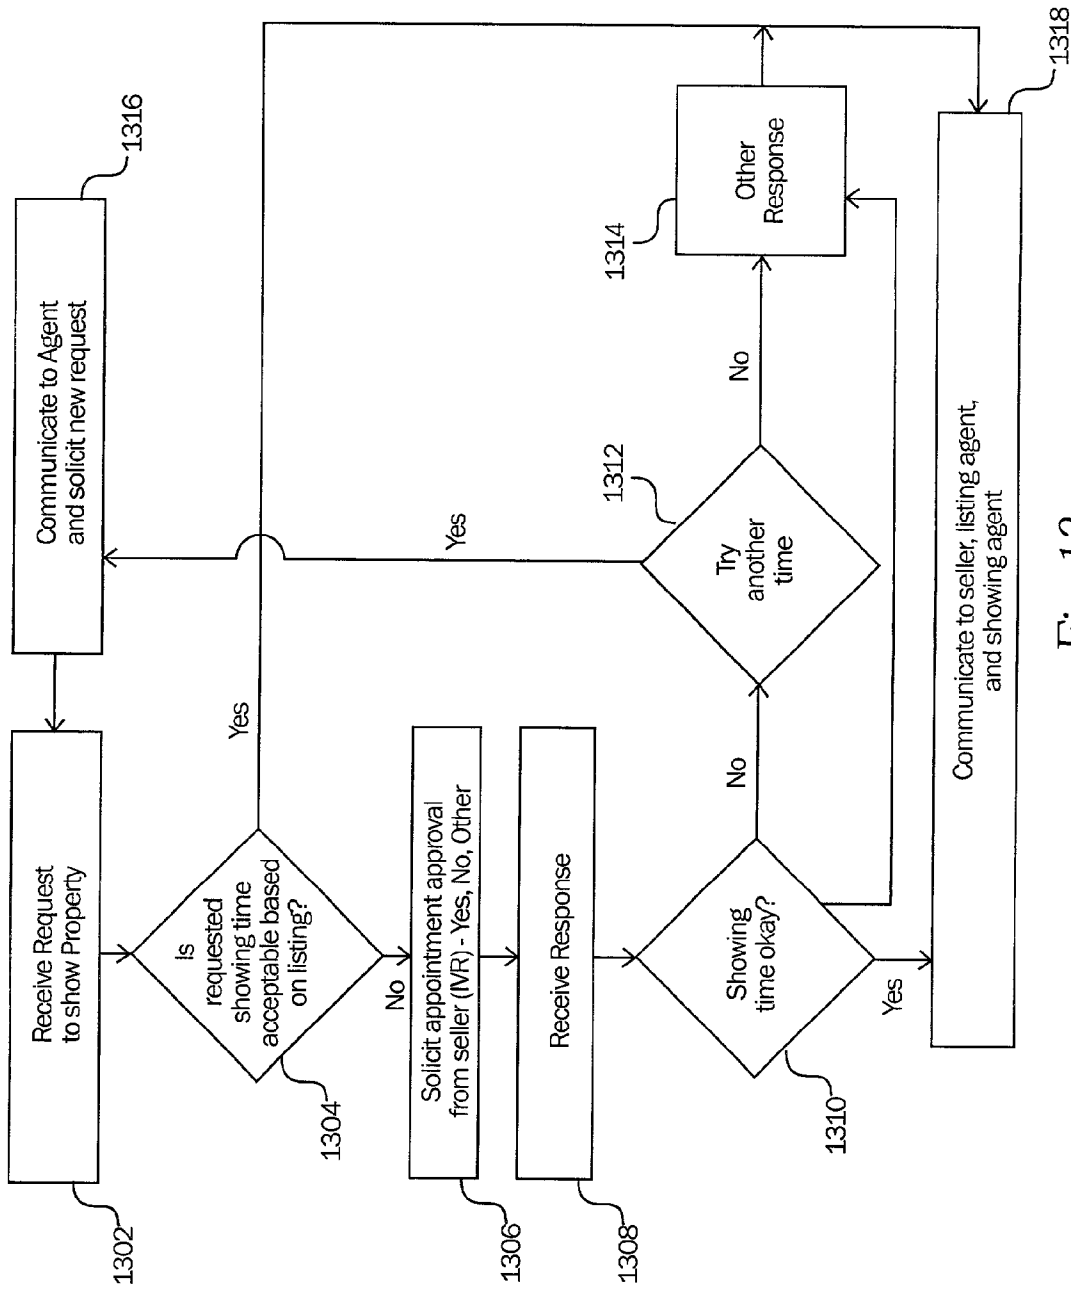 Receive Request
to show Property
1302
Communicate to Agent
and solicit new request
1316
Is
requested
showing time
acceptable based
on listing?
1304
Yes
No
Solicit appointment approval
from seller (IVR) - Yes, No, Other
1306
Receive Response
1308
Showing
time okay?
1310
No
Yes
Try
another
time
1312
Yes
No
Other
Response
1314
Communicate to seller, listing agent,
and showing agent
1318